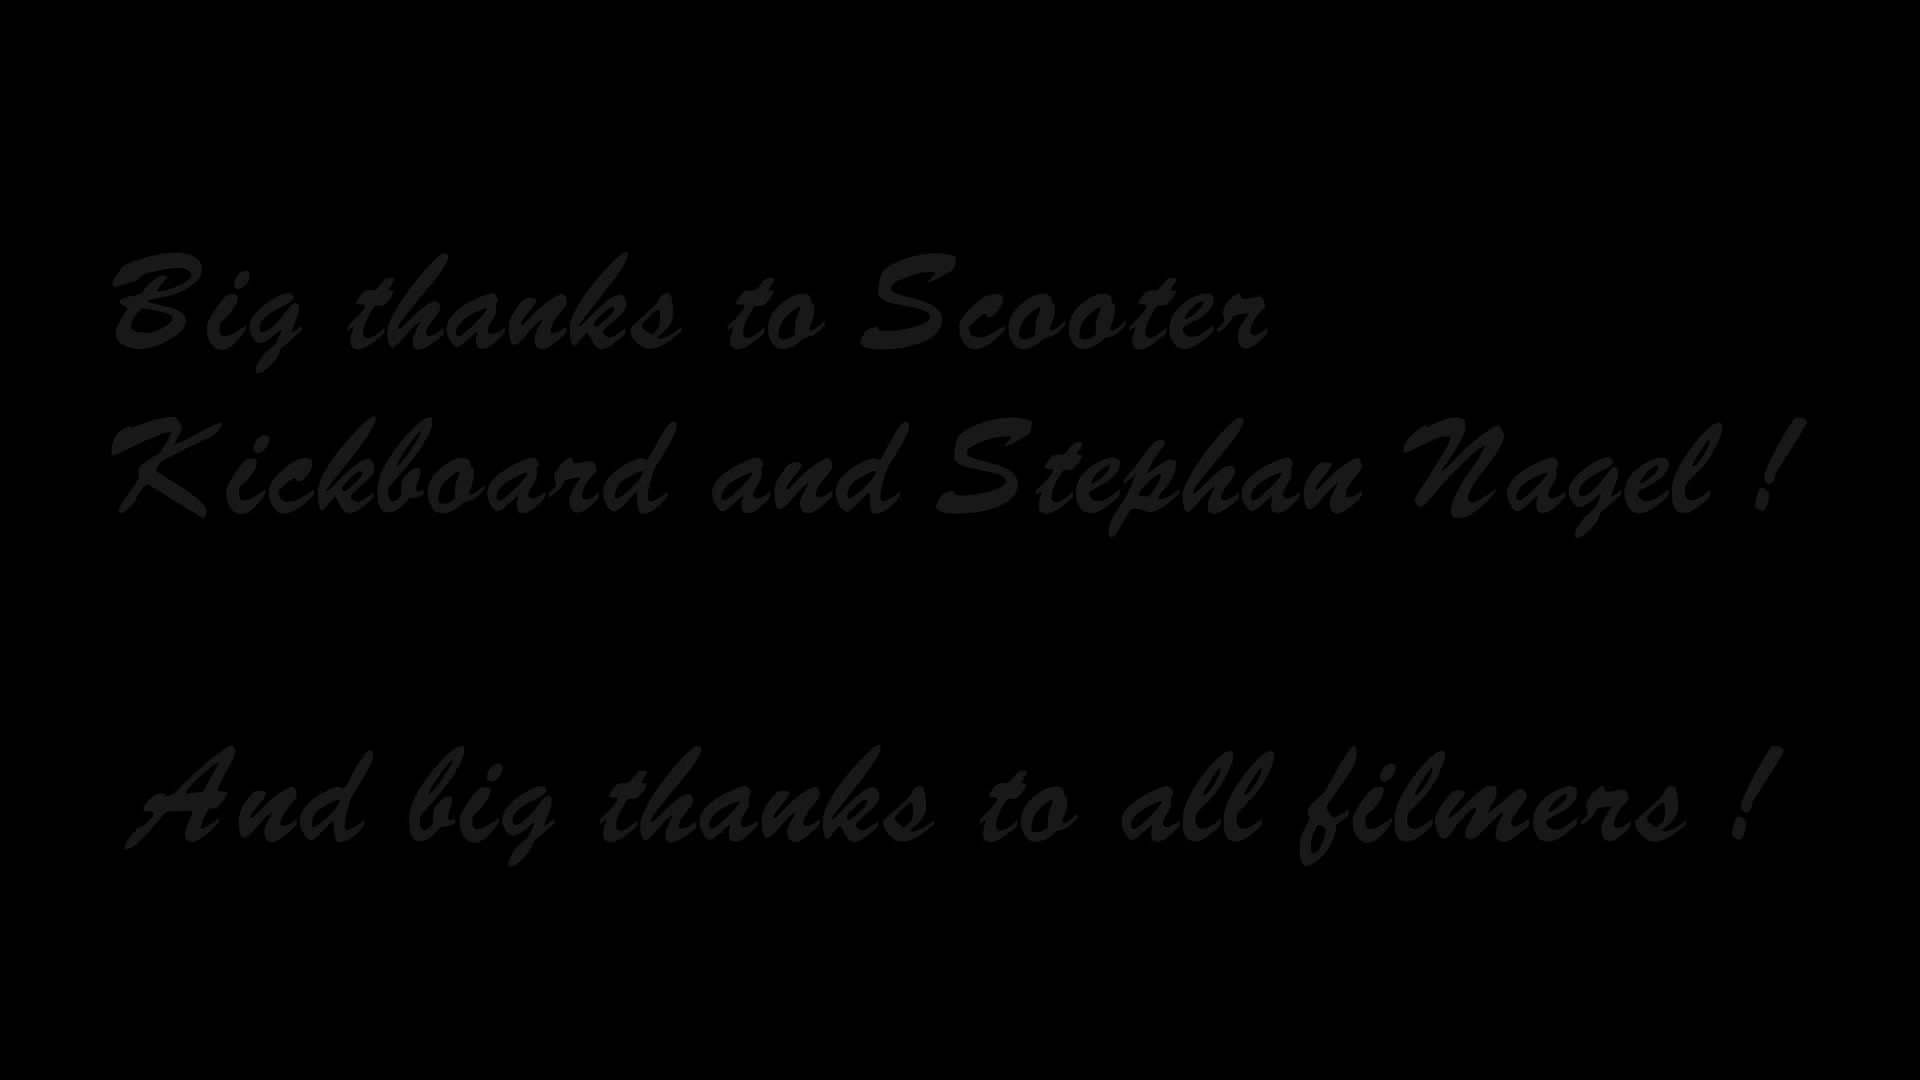 Big thanks to Scooter
Kickboard and Stephan Nagel !
And big thanks to all filmers !